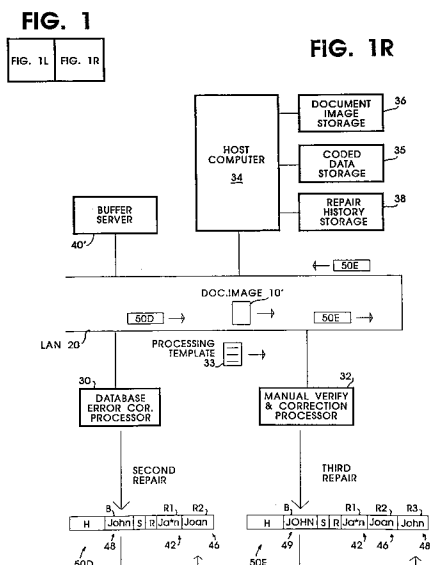 FIG. 1
FIG. 1L FIG. 1R
FIG. 1R
HOST
COMPUTER
34
DOCUMENT
IMAGE
STORAGE
36
CODED
DATA
STORAGE
35
REPAIR
HISTORY
STORAGE
38
BUFFER
SERVER
40'
50E
DOC.IMAGE 10'
50D
50E
LAN 20
PROCESSING
TEMPLATE
33
30
DATABASE
ERROR COR.
PROCESSOR
32
MANUAL VERIFY
& CORRECTION
PROCESSOR
SECOND
REPAIR
THIRD
REPAIR
B R1 R2
H John S R Ja*n Joan
48 42 46
50D
B R1 R2 R3
H JOHN S R Ja*n Joan John
49 42 46 48
50E